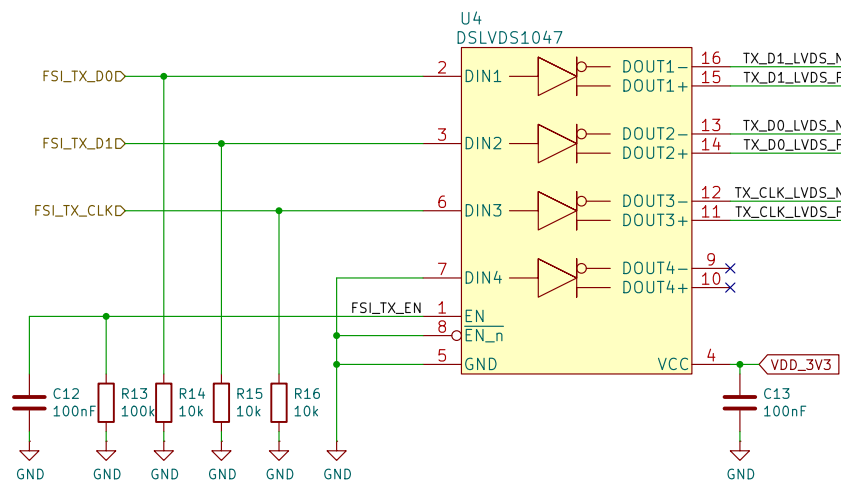 U4
DSLVDS1047
FSI_TX_D0 2 DIN1 DOUT1- 16 TX_D1_LVDS_N
DOUT1+ 15 TX_D1_LVDS_P
FSI_TX_D1 3 DIN2 DOUT2- 13 TX_D0_LVDS_N
DOUT2+ 14 TX_D0_LVDS_P
FSI_TX_CLK 6 DIN3 DOUT3- 12 TX_CLK_LVDS_N
DOUT3+ 11 TX_CLK_LVDS_P
7 DIN4 DOUT4- 9
DOUT4+ 10
FSI_TX_EN 1 EN
8 EN_n
5 GND VCC 4 VDD_3V3
C12 R13 R14 R15 R16 C13
100nF 100k 10k 10k 10k 100nF
GND GND GND GND GND GND GND